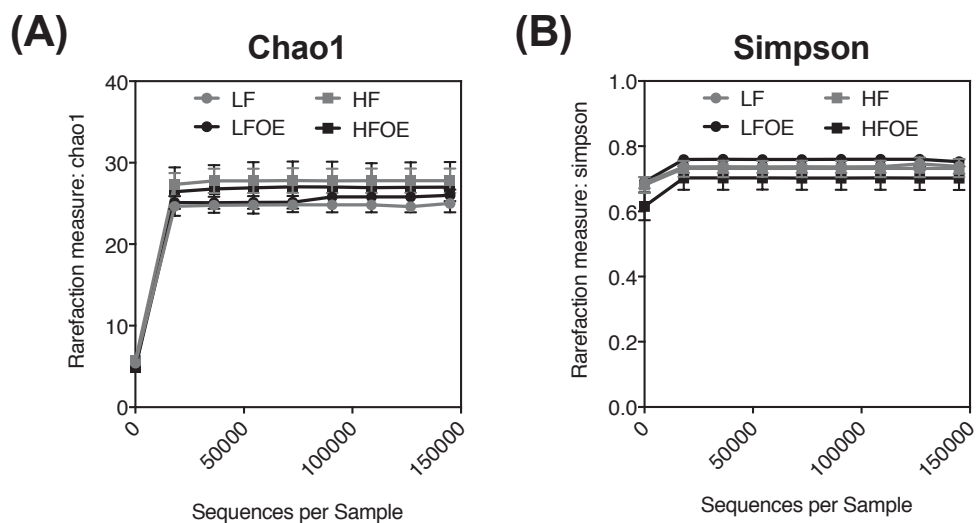 (A)
Chao1
Rarefaction measure: chao1
40
30
20
10
0
LF
HF
LFOE
HFOE
0
50000
100000
150000
Sequences per Sample
(B)
Simpson
Rarefaction measure: simpson
1.0
0.8
0.6
0.4
0.2
0.0
LF
HF
LFOE
HFOE
0
50000
100000
150000
Sequences per Sample